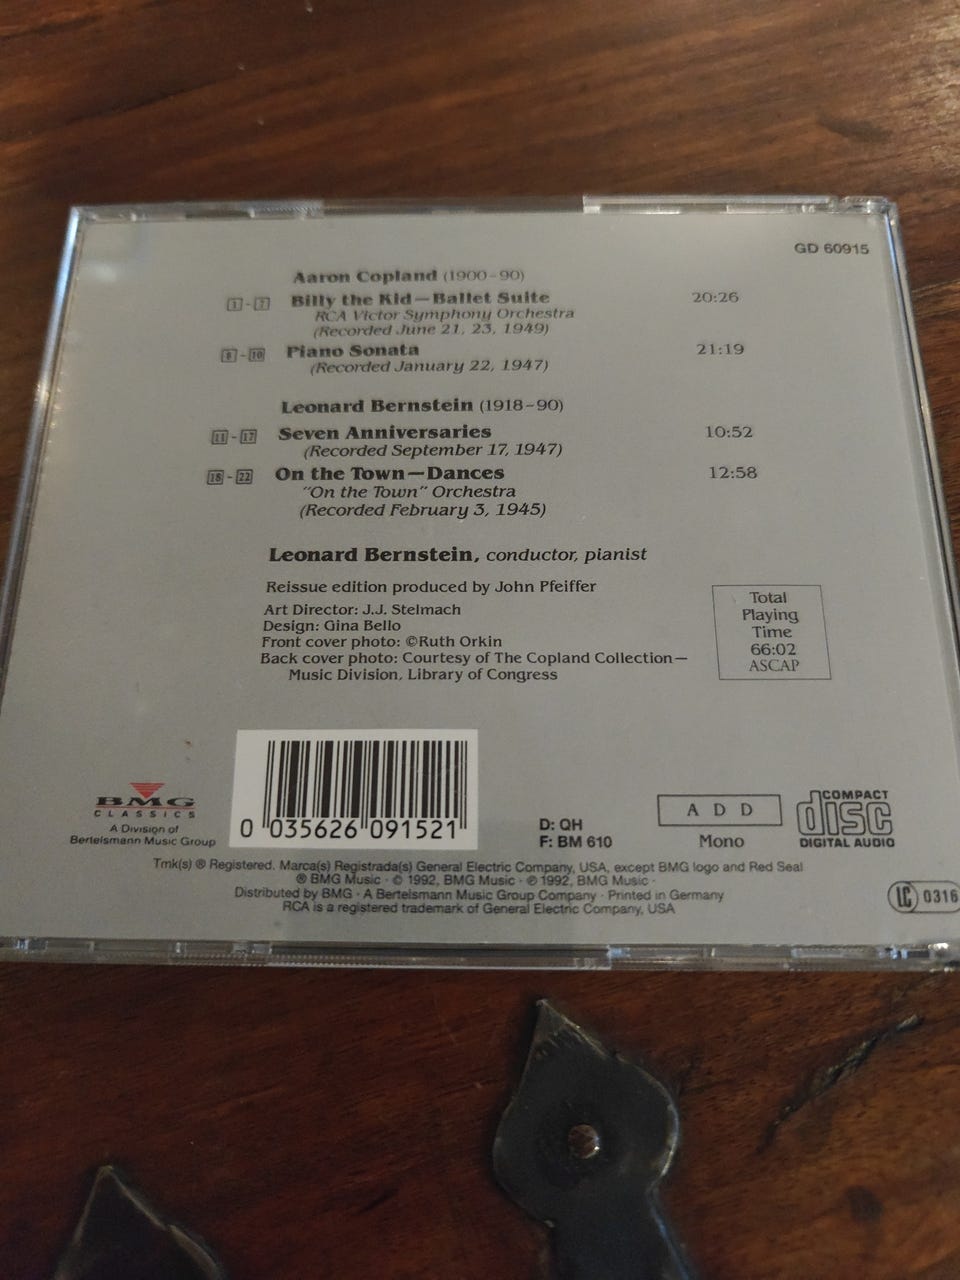 GD 60915
Aaron Copland (1900-90)
1 - 7 Billy the Kid—Ballet Suite 20:26
RCA Victor Symphony Orchestra
(Recorded June 21, 23, 1949)
8 - 10 Piano Sonata 21:19
(Recorded January 22, 1947)
Leonard Bernstein (1918-90)
11 - 17 Seven Anniversaries 10:52
(Recorded September 17, 1947)
18 - 22 On the Town—Dances 12:58
"On the Town" Orchestra
(Recorded February 3, 1945)
Leonard Bernstein, conductor, pianist
Reissue edition produced by John Pfeiffer
Art Director: J.J. Stelmach
Design: Gina Bello
Front cover photo: ©Ruth Orkin
Back cover photo: Courtesy of The Copland Collection—
Music Division, Library of Congress
Total
Playing
Time
66:02
ASCAP
BMG
CLASSICS
A Division of
Bertelsmann Music Group
0 035626 091521
D: QH
F: BM 610
ADD
Mono
COMPACT
disc
DIGITAL AUDIO
Tmk(s) ® Registered. Marca(s) Registrada(s) General Electric Company, USA, except BMG logo and Red Seal
® BMG Music · © 1992, BMG Music · ℗ 1992, BMG Music ·
Distributed by BMG · A Bertelsmann Music Group Company · Printed in Germany
RCA is a registered trademark of General Electric Company, USA
LC 0316